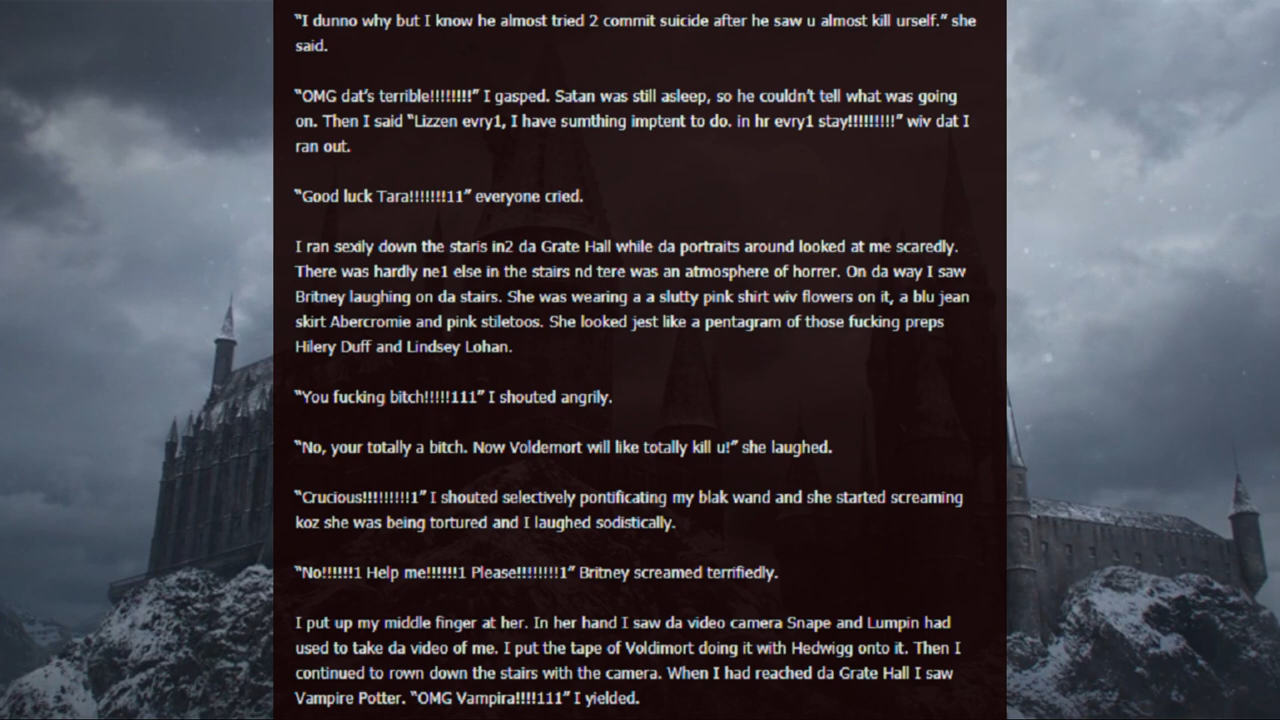 “I dunno why but I know he almost tried 2 commit suicide after he saw u almost kill urself.” she
said.
“OMG dat’s terrible!!!!!!!!” I gasped. Satan was still asleep, so he couldn’t tell what was going
on. Then I said “Lizzen evry1, I have sumthing imptent to do. in hr evry1 stay!!!!!!!!!” wiv dat I
ran out.
“Good luck Tara!!!!!!!11” everyone cried.
I ran sexily down the staris in2 da Grate Hall while da portraits around looked at me scaredly.
There was hardly ne1 else in the stairs nd tere was an atmosphere of horrer. On da way I saw
Britney laughing on da stairs. She was wearing a a slutty pink shirt wiv flowers on it, a blu jean
skirt Abercromie and pink stiletoos. She looked jest like a pentagram of those fucking preps
Hilery Duff and Lindsey Lohan.
“You fucking bitch!!!!!111” I shouted angrily.
“No, your totally a bitch. Now Voldemort will like totally kill u!” she laughed.
“Crucious!!!!!!!!!1” I shouted selectively pontificating my blak wand and she started screaming
koz she was being tortured and I laughed sodistically.
“No!!!!!!1 Help me!!!!!!1 Please!!!!!!!!1” Britney screamed terrifiedly.
I put up my middle finger at her. In her hand I saw da video camera Snape and Lumpin had
used to take da video of me. I put the tape of Voldimort doing it with Hedwigg onto it. Then I
continued to rown down the stairs with the camera. When I had reached da Grate Hall I saw
Vampire Potter. “OMG Vampira!!!!111” I yielded.